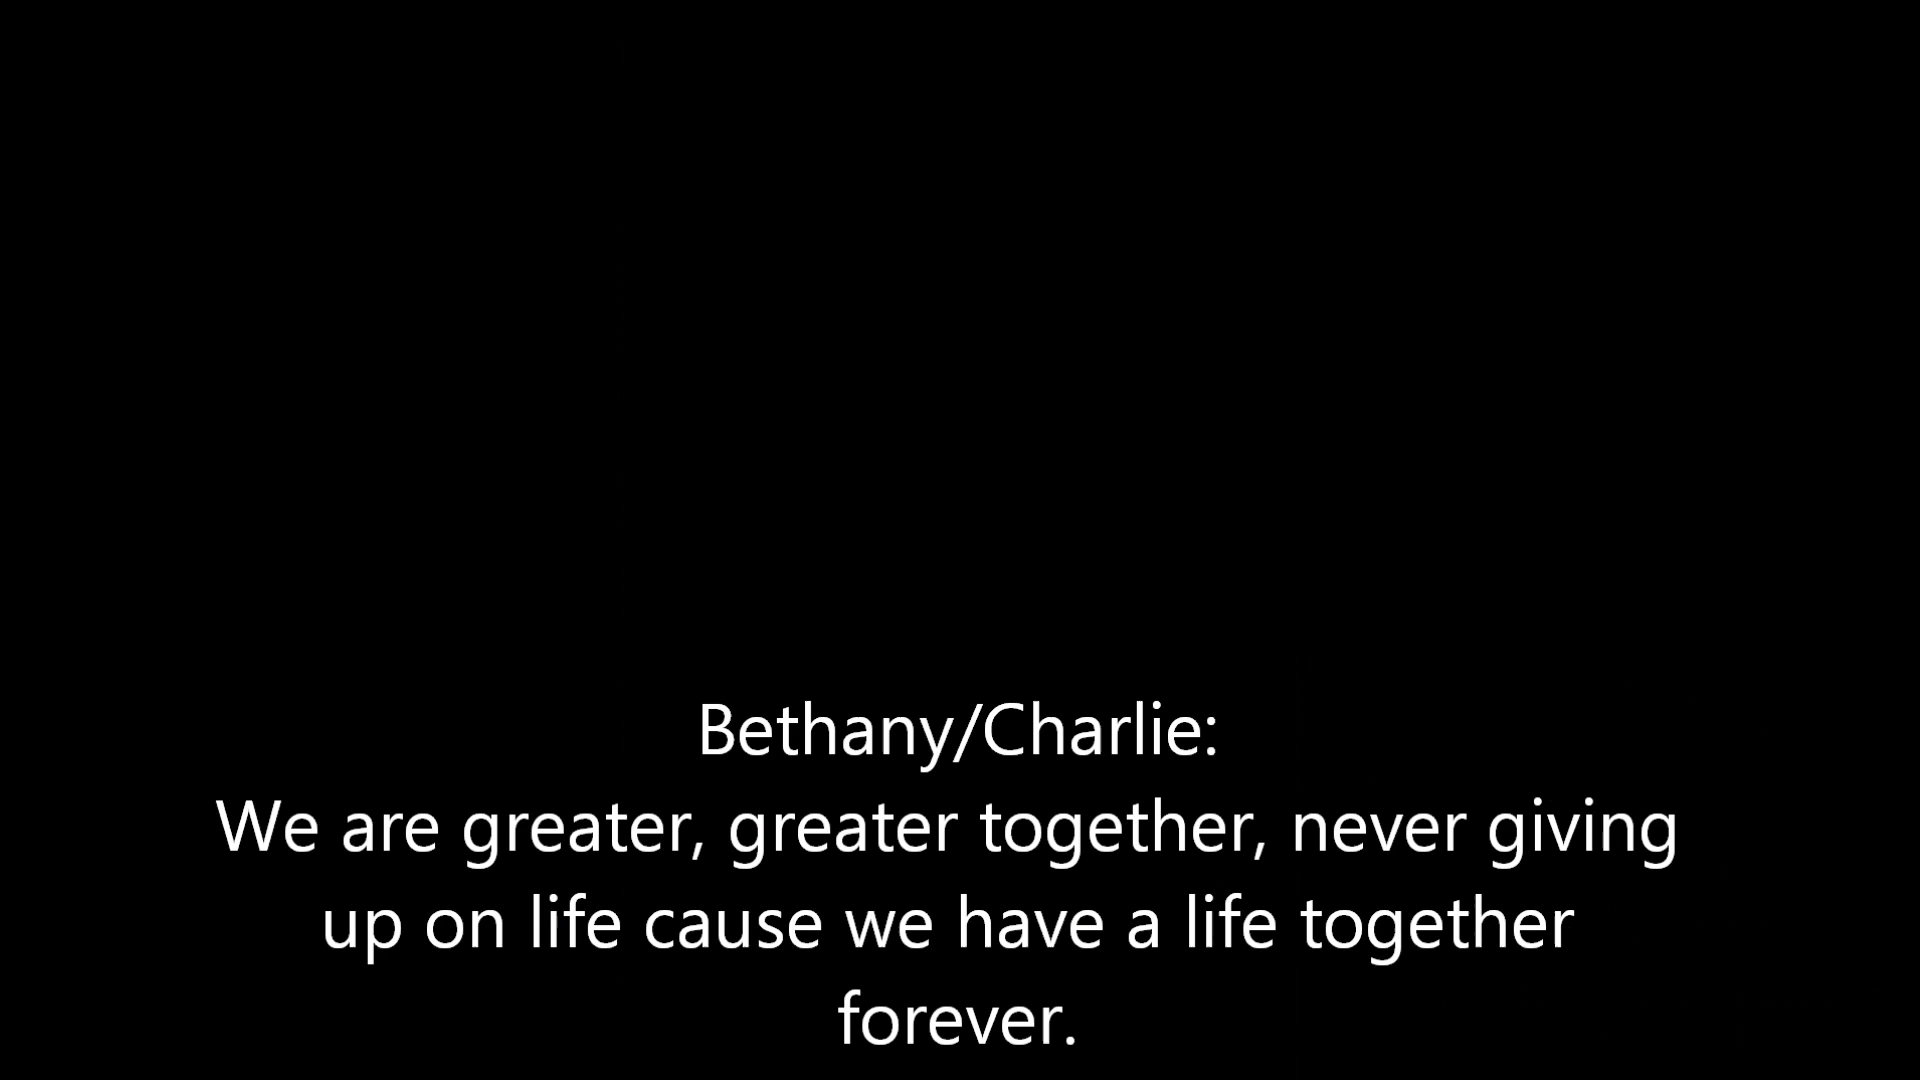 Bethany/Charlie:
We are greater, greater together, never giving
up on life cause we have a life together
forever.